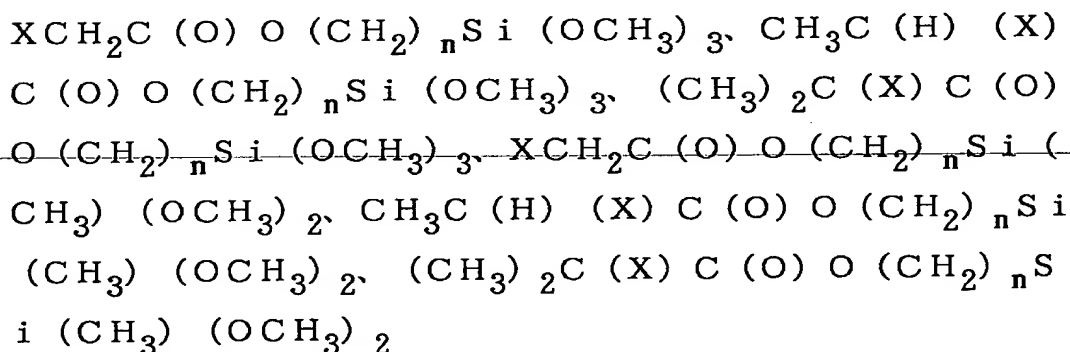 XCH₂C (O) O (CH₂) ₙSi (OCH₃) ₃、CH₃C (H) (X)
C (O) O (CH₂) ₙSi (OCH₃) ₃、 (CH₃) ₂C (X) C (O)
O (CH₂) ₙSi (OCH₃) ₃、XCH₂C (O) O (CH₂) ₙSi (
CH₃) (OCH₃) ₂、CH₃C (H) (X) C (O) O (CH₂) ₙSi
(CH₃) (OCH₃) ₂、 (CH₃) ₂C (X) C (O) O (CH₂) ₙS
i (CH₃) (OCH₃) ₂